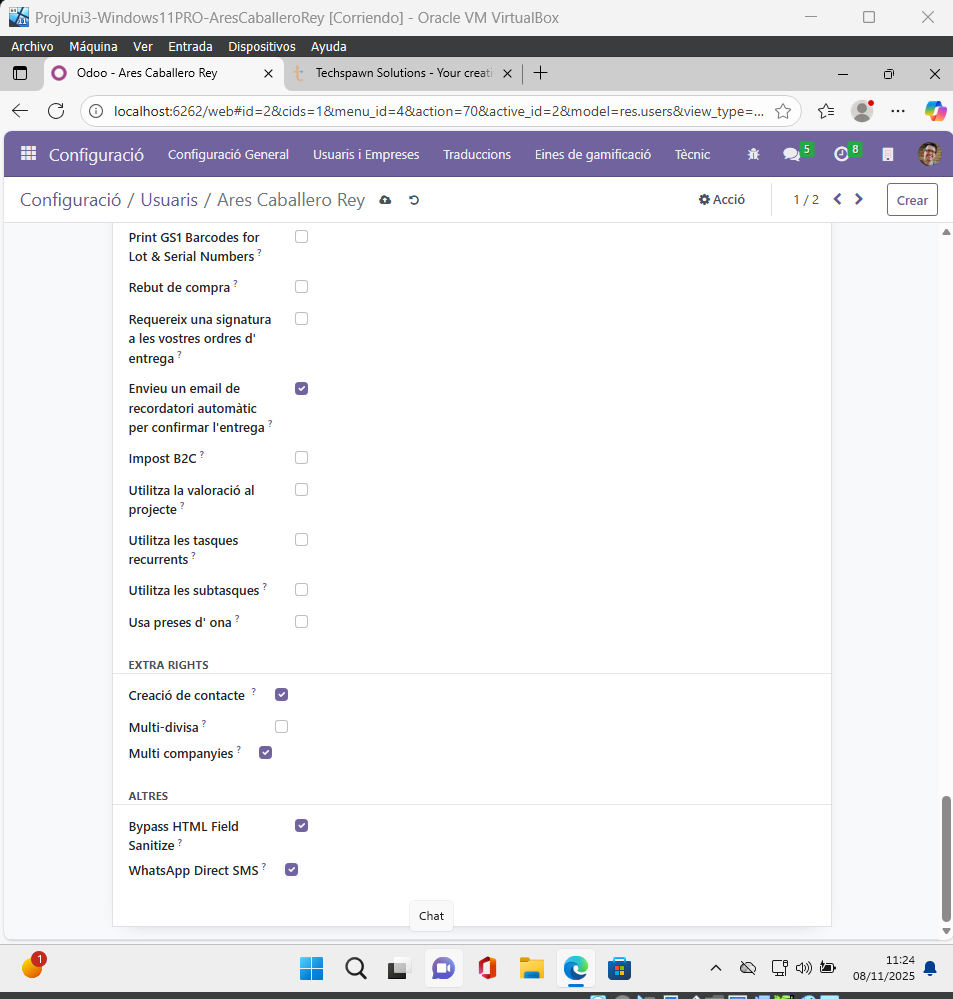 ProjUni3-Windows11PRO-AresCaballeroRey [Corriendo] - Oracle VM VirtualBox
Archivo Máquina Ver Entrada Dispositivos Ayuda
Odoo - Ares Caballero Rey
Techspawn Solutions - Your creati
localhost:6262/web#id=2&cids=1&menu_id=4&action=70&active_id=2&model=res.users&view_type=...
Configuració Configuració General Usuaris i Empreses Traduccions Eines de gamificació Tècnic 5 8
Configuració / Usuaris / Ares Caballero Rey Acció 1 / 2 Crear
Print GS1 Barcodes for
Lot & Serial Numbers ?
Rebut de compra ?
Requereix una signatura
a les vostres ordres d'
entrega ?
Envieu un email de
recordatori automàtic
per confirmar l'entrega ?
Impost B2C ?
Utilitza la valoració al
projecte ?
Utilitza les tasques
recurrents ?
Utilitza les subtasques ?
Usa preses d' ona ?
EXTRA RIGHTS
Creació de contacte ?
Multi-divisa ?
Multi companyies ?
ALTRES
Bypass HTML Field
Sanitize ?
WhatsApp Direct SMS ?
Chat
1
11:24
08/11/2025